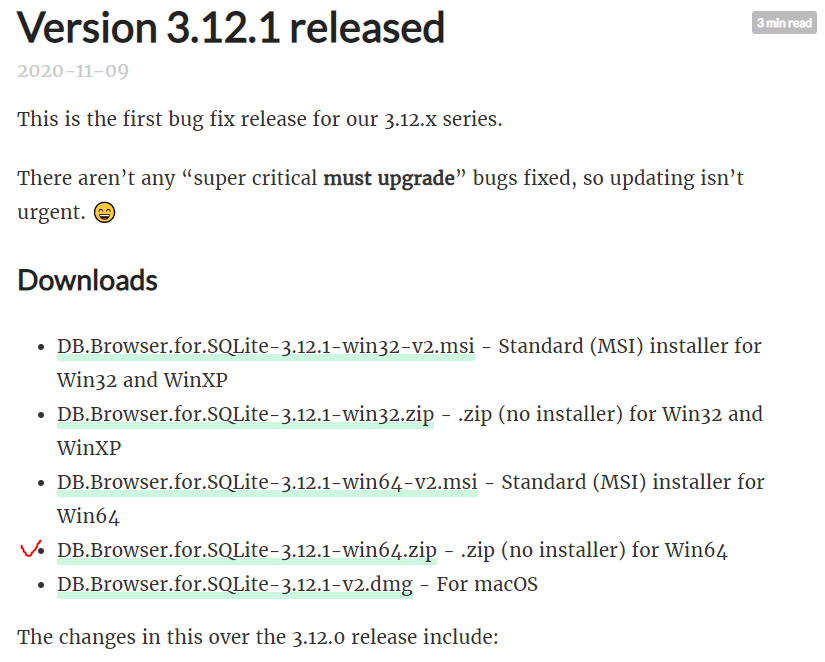 Version 3.12.1 released
3 min read
2020-11-09
This is the first bug fix release for our 3.12.x series.
There aren’t any “super critical must upgrade” bugs fixed, so updating isn’t
urgent. 😄
Downloads
• DB.Browser.for.SQLite-3.12.1-win32-v2.msi - Standard (MSI) installer for
Win32 and WinXP
• DB.Browser.for.SQLite-3.12.1-win32.zip - .zip (no installer) for Win32 and
WinXP
• DB.Browser.for.SQLite-3.12.1-win64-v2.msi - Standard (MSI) installer for
Win64
• DB.Browser.for.SQLite-3.12.1-win64.zip - .zip (no installer) for Win64
• DB.Browser.for.SQLite-3.12.1-v2.dmg - For macOS
The changes in this over the 3.12.0 release include: